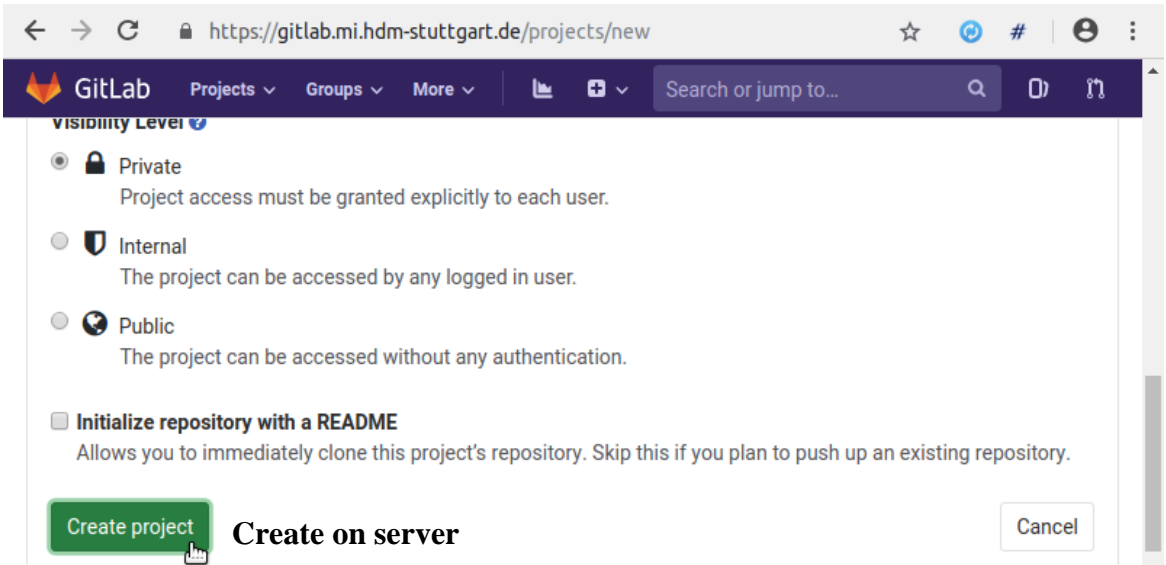 https://gitlab.mi.hdm-stuttgart.de/projects/new
#
GitLab Projects Groups More Search or jump to...
Visibility Level ?
Private
Project access must be granted explicitly to each user.
Internal
The project can be accessed by any logged in user.
Public
The project can be accessed without any authentication.
Initialize repository with a README
Allows you to immediately clone this project's repository. Skip this if you plan to push up an existing repository.
Create project Create on server Cancel